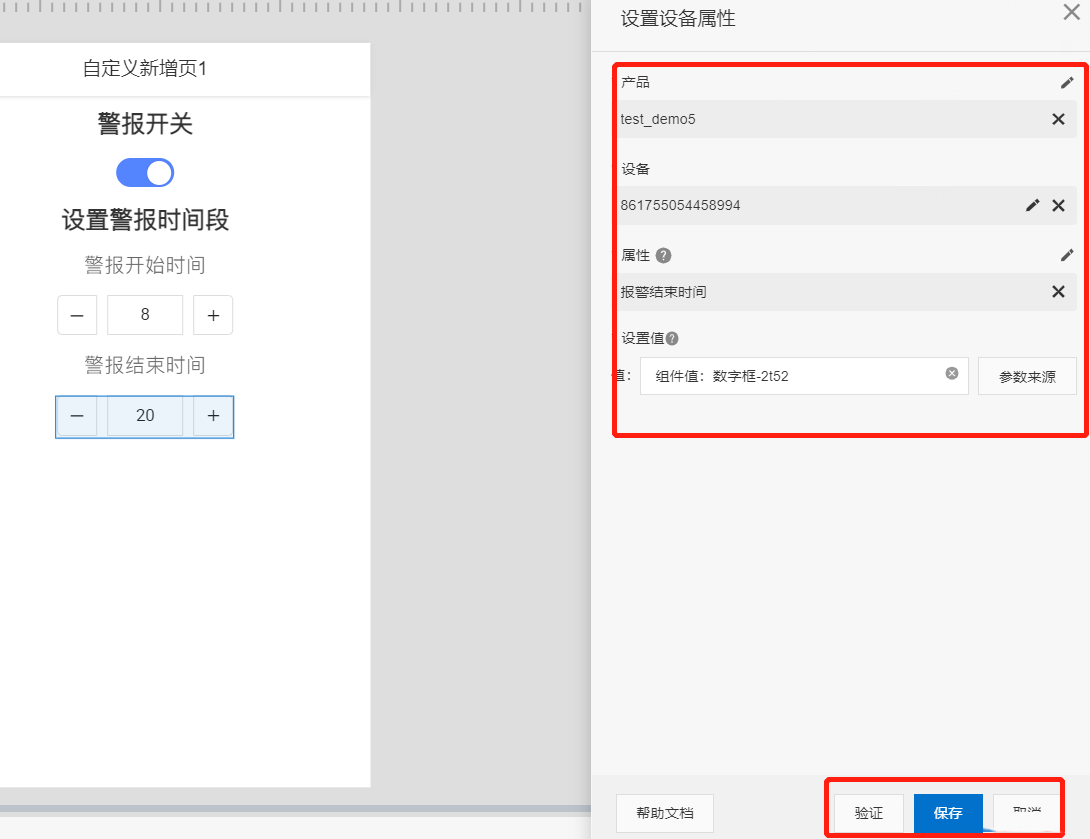 自定义新增页1
警报开关
设置警报时间段
警报开始时间
— 8 +
警报结束时间
— 20 +
设置设备属性
产品
test_demo5
设备
861755054458994
属性 ?
报警结束时间
设置值 ?
值： 组件值：数字框-2t52 参数来源
帮助文档 验证 保存 取消